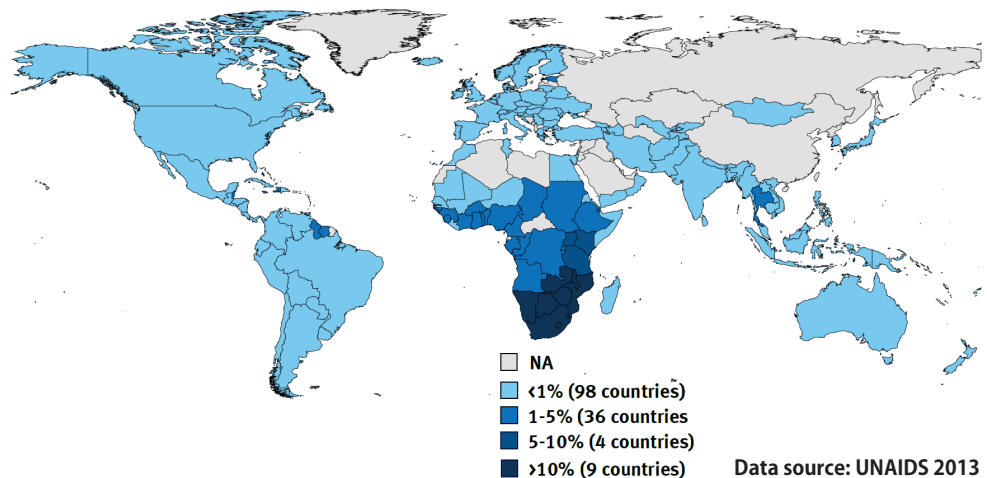 NA
<1% (98 countries)
1-5% (36 countries
5-10% (4 countries)
>10% (9 countries)
Data source: UNAIDS 2013